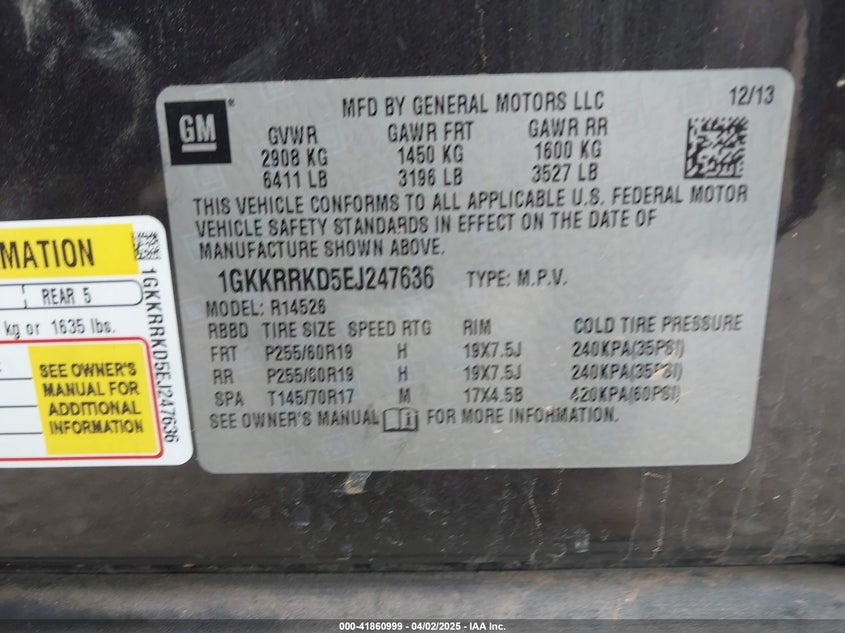 GM
MFD BY GENERAL MOTORS LLC
12/13
GVWR GAWR FRT GAWR RR
2908 KG 1450 KG 1600 KG
6411 LB 3196 LB 3527 LB
THIS VEHICLE CONFORMS TO ALL APPLICABLE U.S. FEDERAL MOTOR
VEHICLE SAFETY STANDARDS IN EFFECT ON THE DATE OF
MANUFACTURE SHOWN ABOVE.
1GKKRRKD5EJ247636 TYPE: M.P.V.
MODEL: R14526
RBBD TIRE SIZE SPEED RTG RIM COLD TIRE PRESSURE
FRT P255/60R19 H 19X7.5J 240KPA(35PSI)
RR P255/60R19 H 19X7.5J 240KPA(35PSI)
SPA T145/70R17 M 17X4.5B 420KPA(60PSI)
SEE OWNER'S MANUAL FOR MORE INFORMATION.
MATION
REAR 5
kg or 1635 lbs.
SEE OWNER'S
MANUAL FOR
ADDITIONAL
INFORMATION
1GKKRRKD5EJ247636
000-41860999 - 04/02/2025 - IAA Inc.